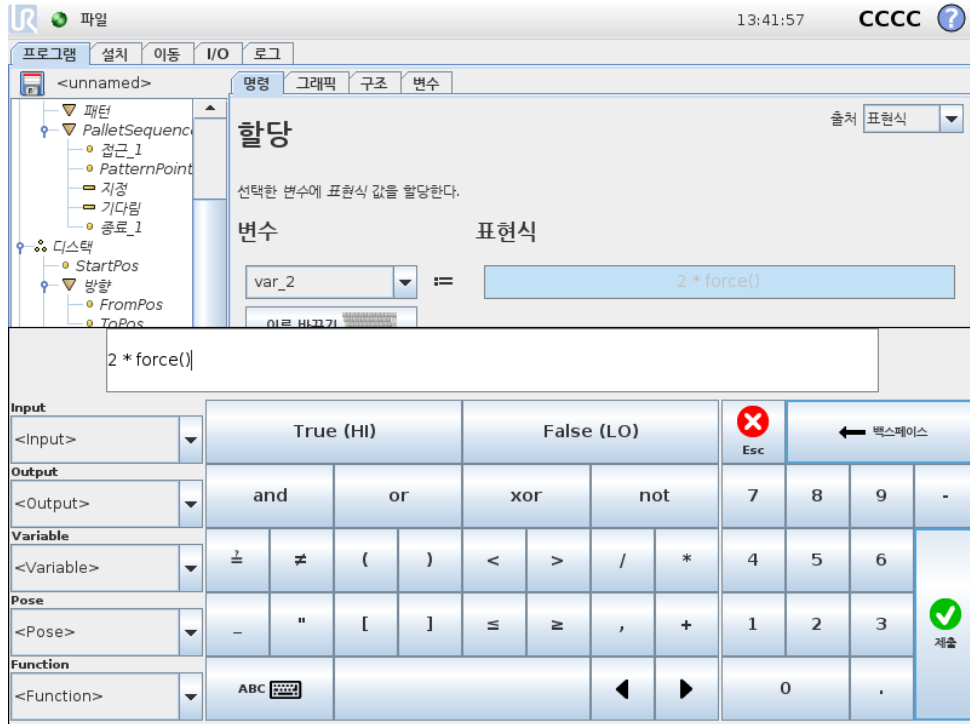 UR 파일 13:41:57 CCCC ?
프로그램 설치 이동 I/O 로그
<unnamed> 명령 그래픽 구조 변수
패턴
PalletSequenc
접근_1
PatternPoint
지정
기다림
종료_1
디스택
StartPos
방향
FromPos
ToPos
할당
출처 표현식
선택한 변수에 표현식 값을 할당한다.
변수 표현식
var_2 := 2 * force()
이름 바꾸기
2 * force()
Input
<Input>
Output
<Output>
Variable
<Variable>
Pose
<Pose>
Function
<Function>
True (HI) False (LO) Esc 백스페이스
and or xor not 7 8 9 -
≟ ≠ ( ) < > / * 4 5 6
_ " [ ] ≤ ≥ , + 1 2 3 제출
ABC 0 .